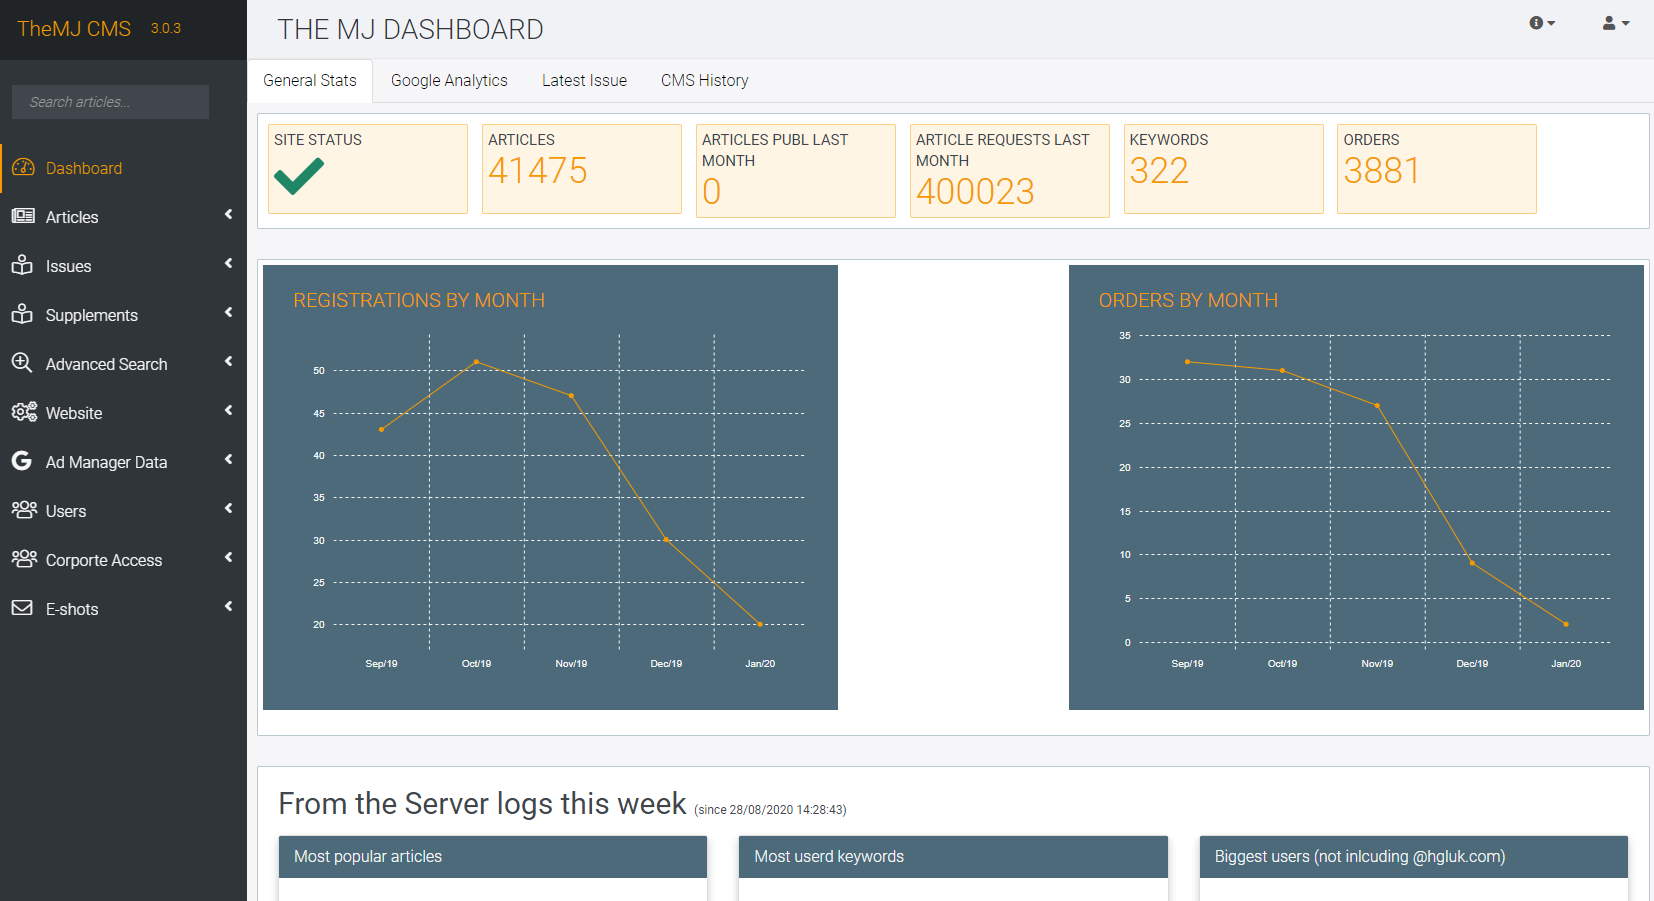 TheMJ CMS 3.0.3
Search articles...
Dashboard
Articles
Issues
Supplements
Advanced Search
Website
Ad Manager Data
Users
Corporte Access
E-shots
THE MJ DASHBOARD
General Stats Google Analytics Latest Issue CMS History
SITE STATUS
ARTICLES
41475
ARTICLES PUBL LAST
MONTH
0
ARTICLE REQUESTS LAST
MONTH
400023
KEYWORDS
322
ORDERS
3881
REGISTRATIONS BY MONTH
50
45
40
35
30
25
20
Sep/19 Oct/19 Nov/19 Dec/19 Jan/20
ORDERS BY MONTH
35
30
25
20
15
10
5
0
Sep/19 Oct/19 Nov/19 Dec/19 Jan/20
From the Server logs this week (since 28/08/2020 14:28:43)
Most popular articles
Most userd keywords
Biggest users (not inlcuding @hgluk.com)